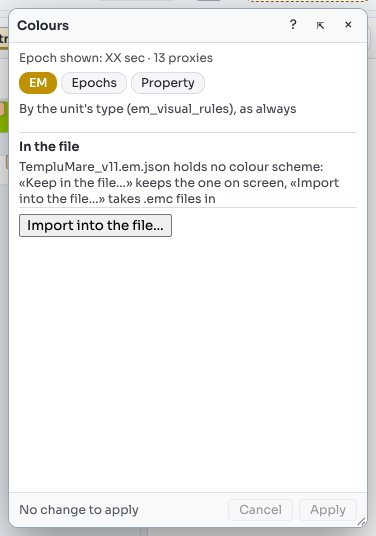 Colours
?
×
Epoch shown: XX sec · 13 proxies
EM Epochs Property
By the unit's type (em_visual_rules), as always
In the file
TempluMare_v11.em.json holds no colour scheme:
«Keep in the file...» keeps the one on screen, «Import
into the file...» takes .emc files in
Import into the file...
No change to apply
Cancel Apply